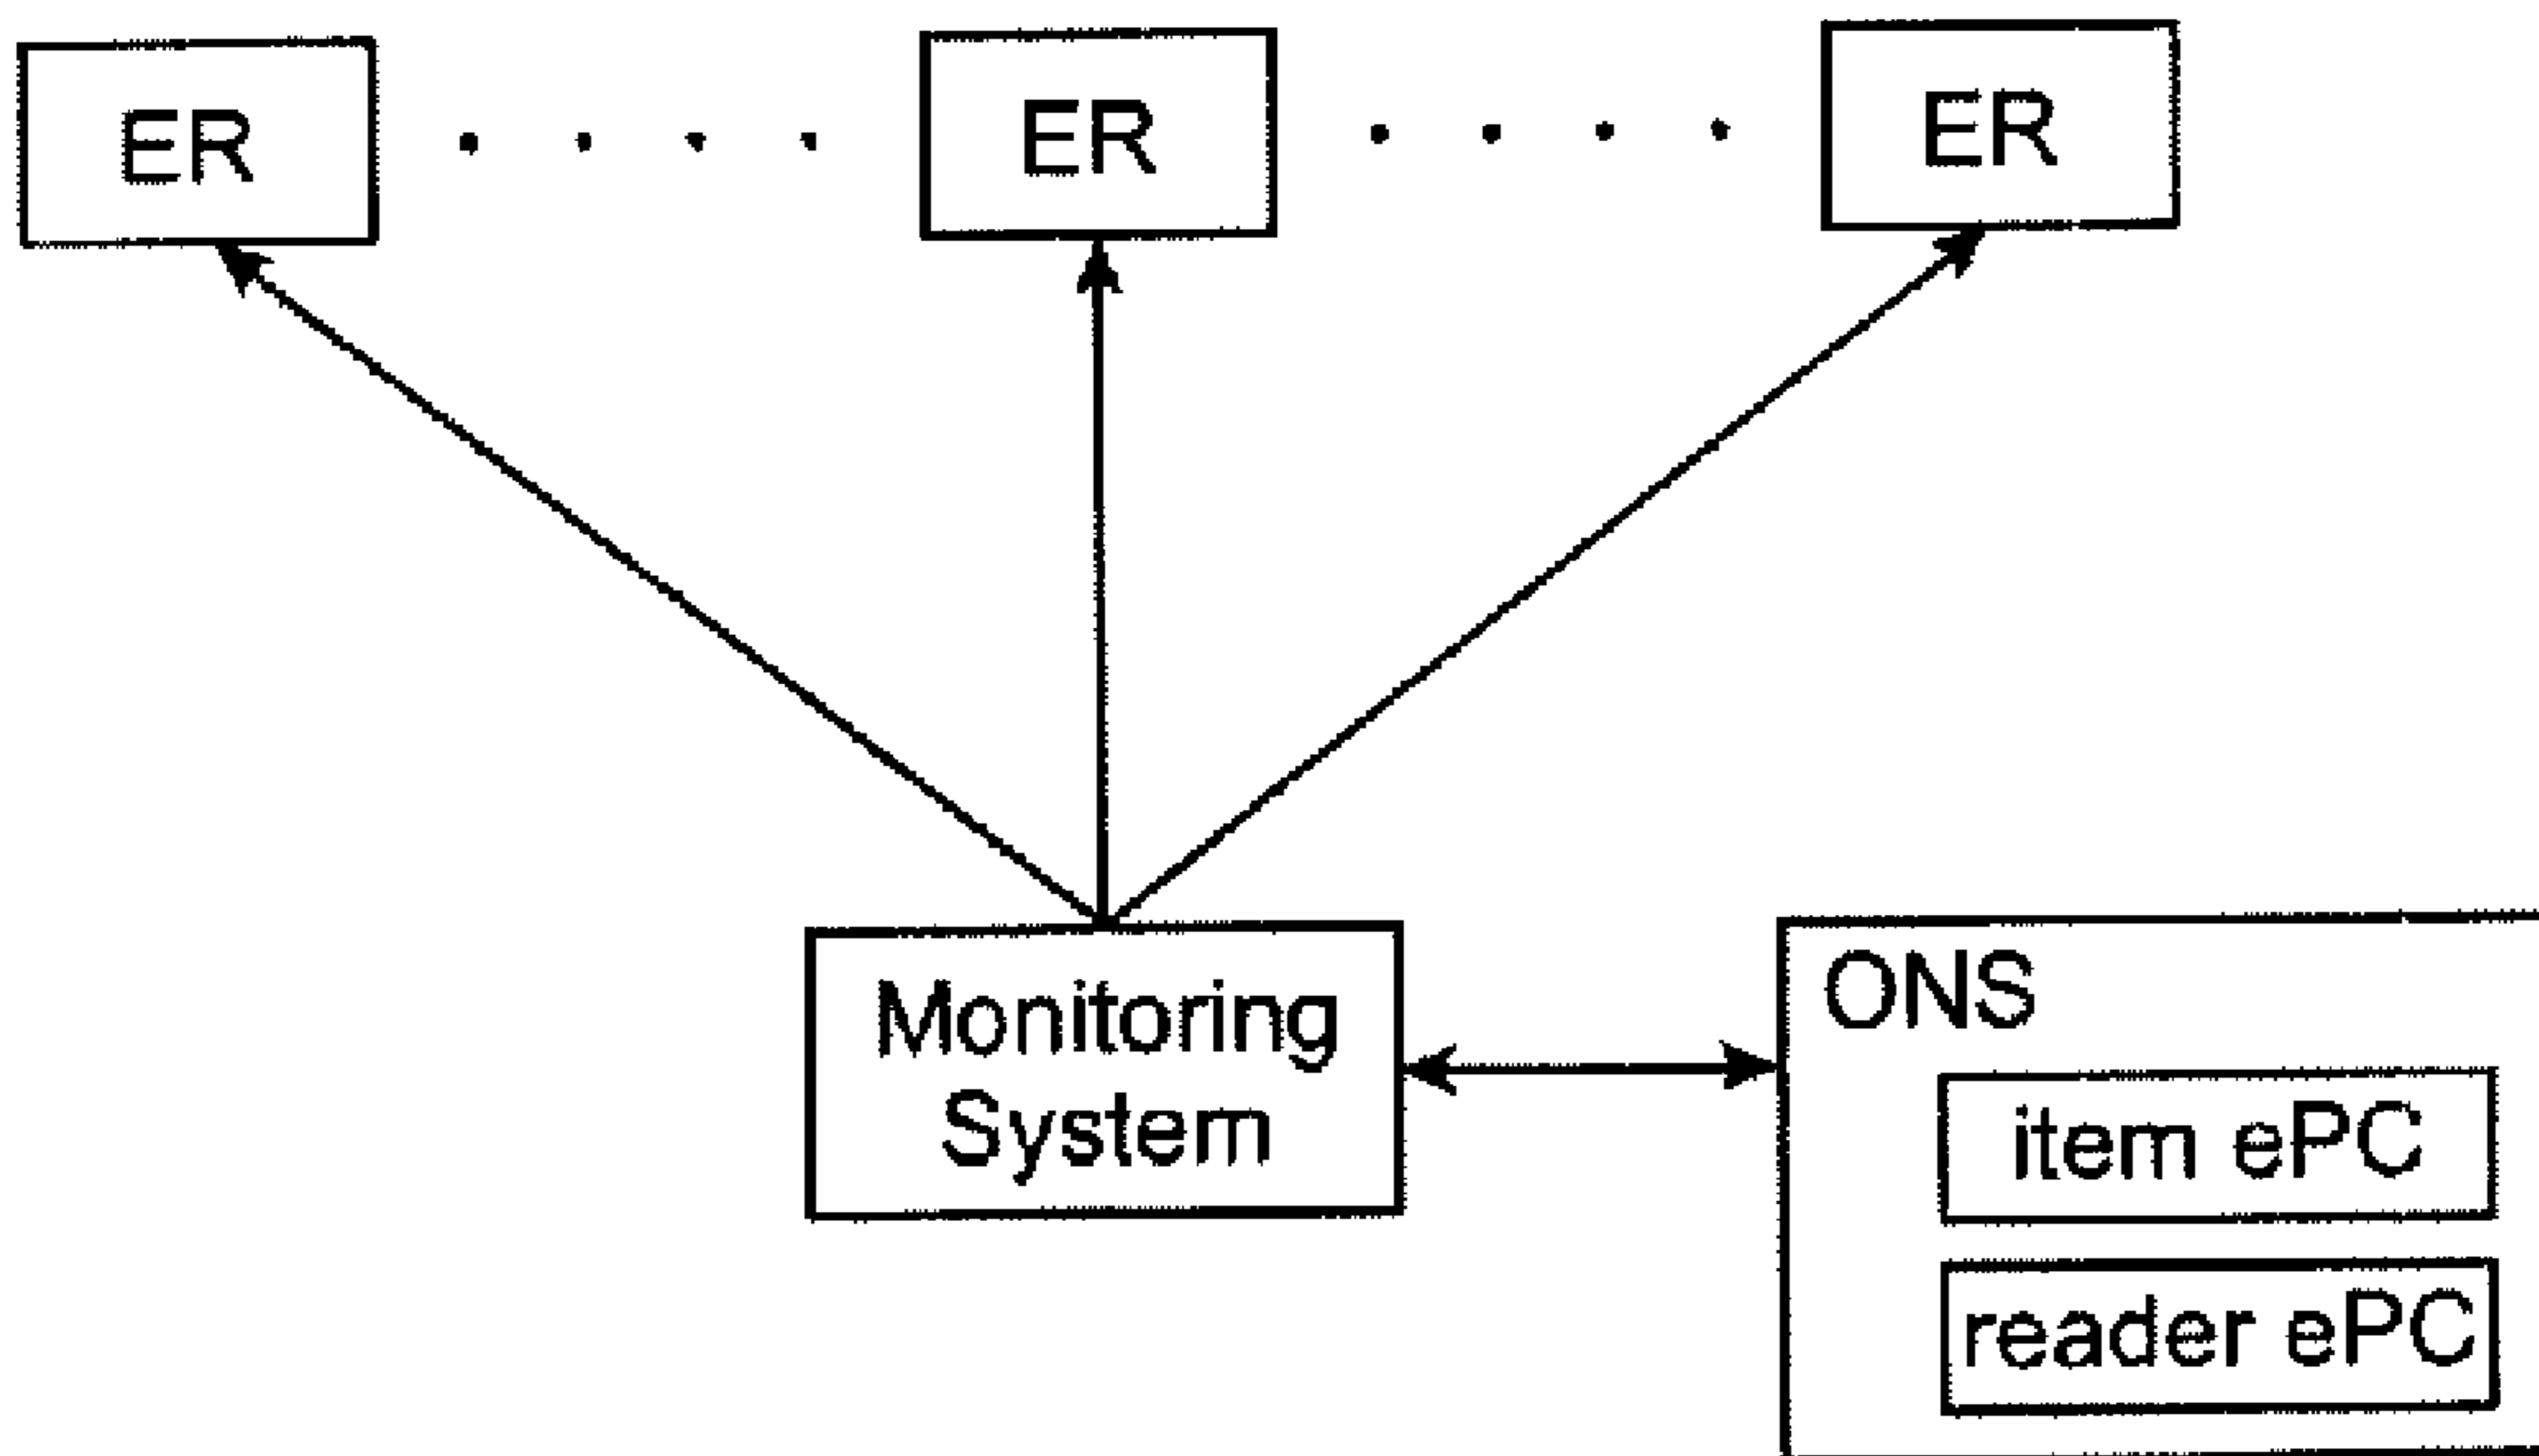 ER
ER
ER
Monitoring
System
ONS
item ePC
reader ePC